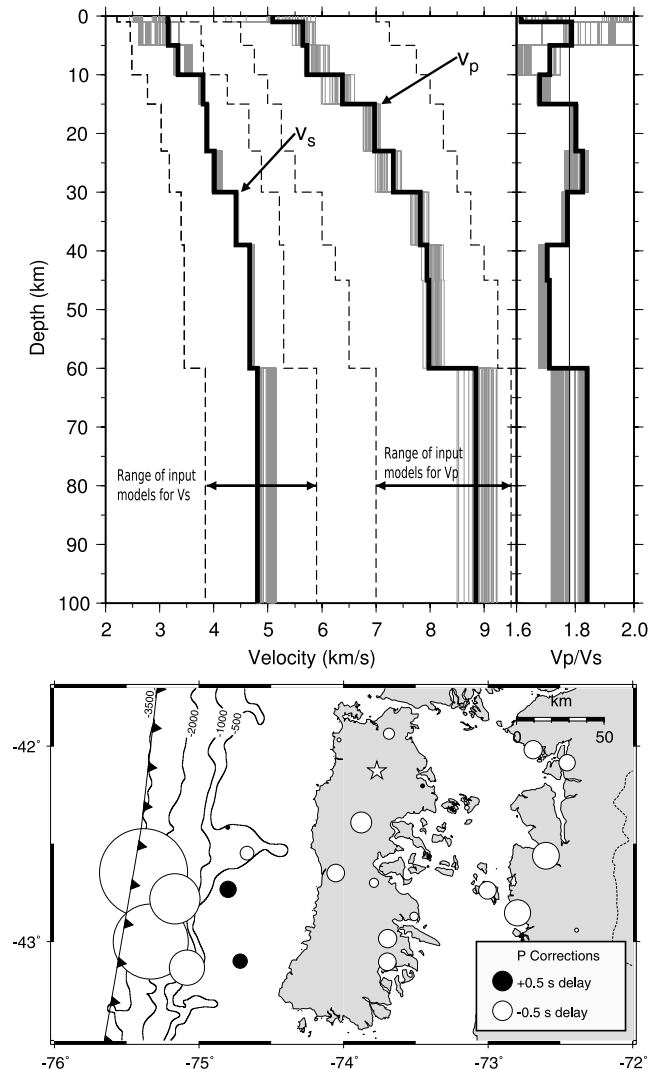 0
10
20
30
40
50
60
70
80
90
100
Depth (km)
Vp
Vs
Range of input
models for Vs
Range of input
models for Vp
2 3 4 5 6 7 8 9 1.6 1.8 2.0
Velocity (km/s) Vp/Vs
-3500
-2000
-1000
-500
km
0 50
-42°
-43°
P Corrections
+0.5 s delay
-0.5 s delay
-76° -75° -74° -73° -72°